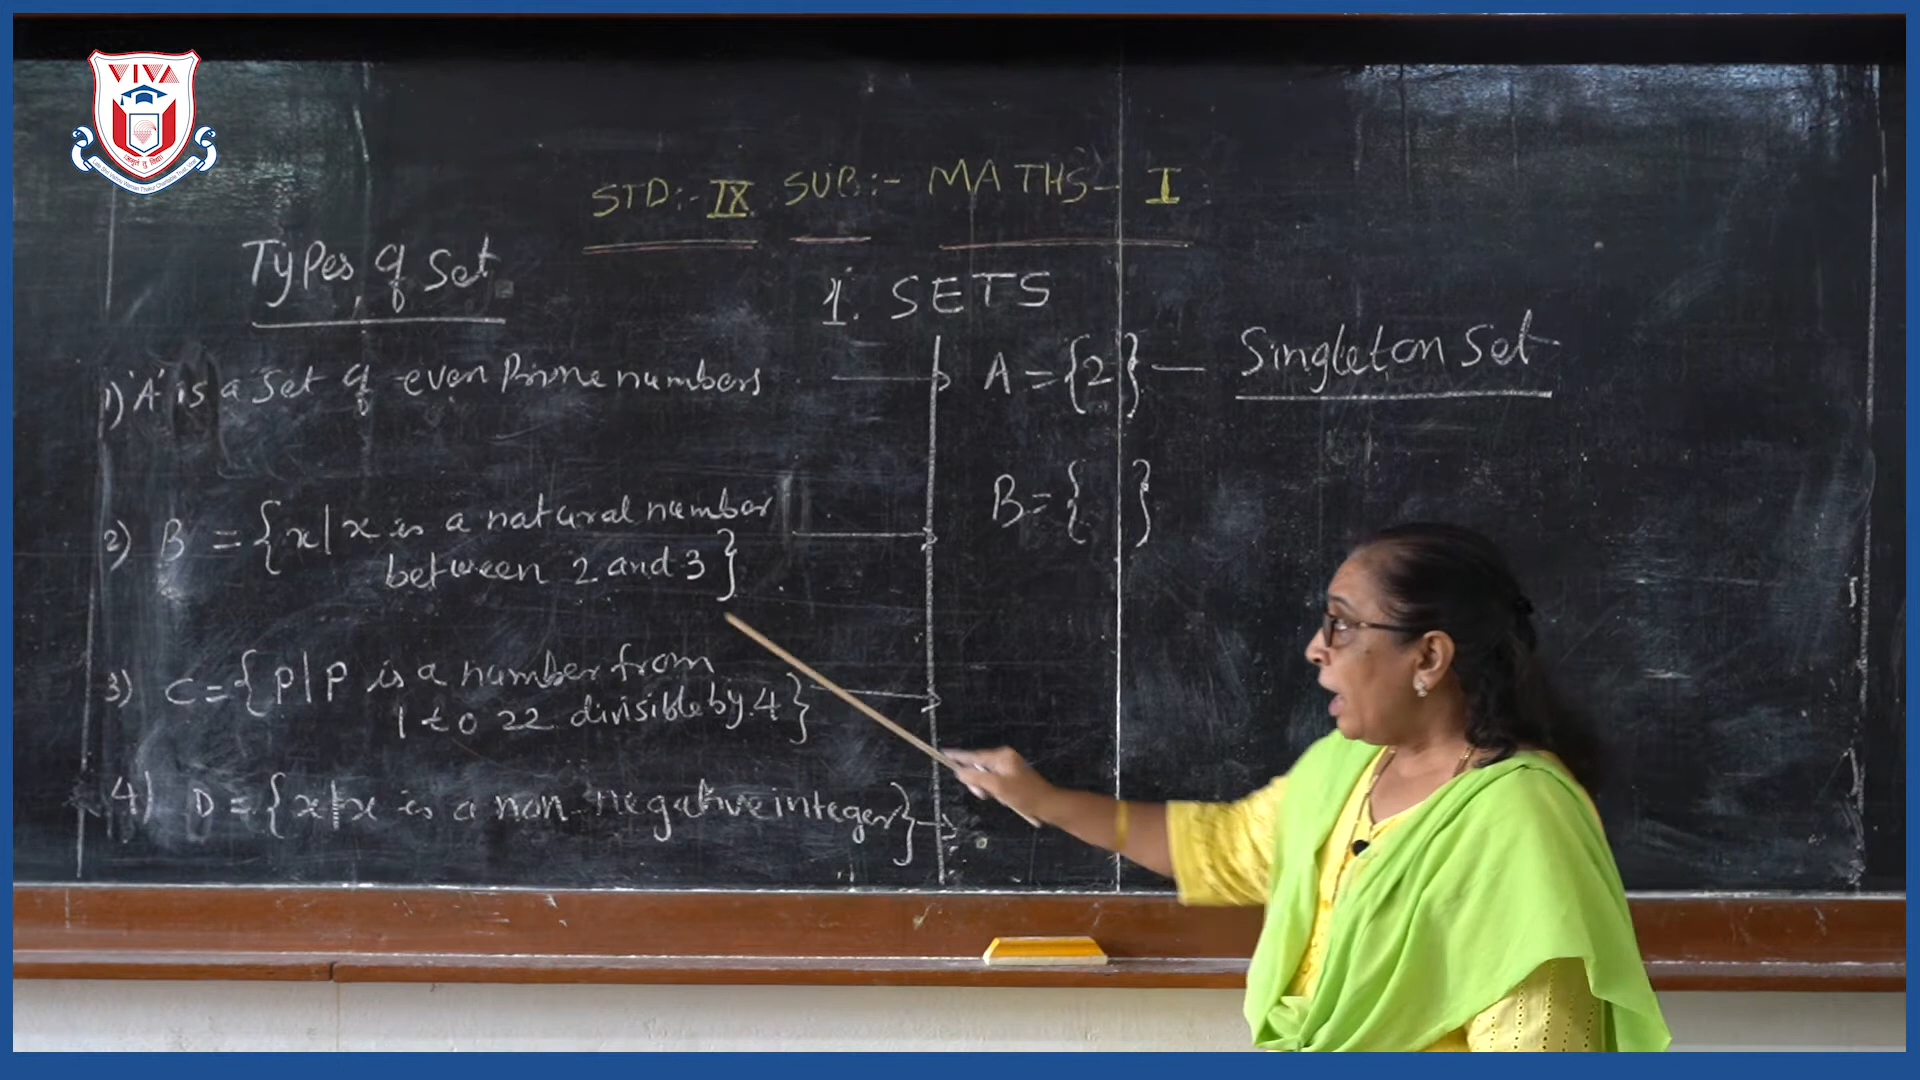 VIVA
STD:- IX SUB:- MATHS- I
Types of Set
1. SETS
1) 'A' is a set of even Prime numbers
A = {2} — Singleton Set
2) B = {x|x is a natural number
between 2 and 3}
B = { }
3) C = {P|P is a number from
1 to 22 divisible by 4}
4) D = {x|x is a non-negative integer}